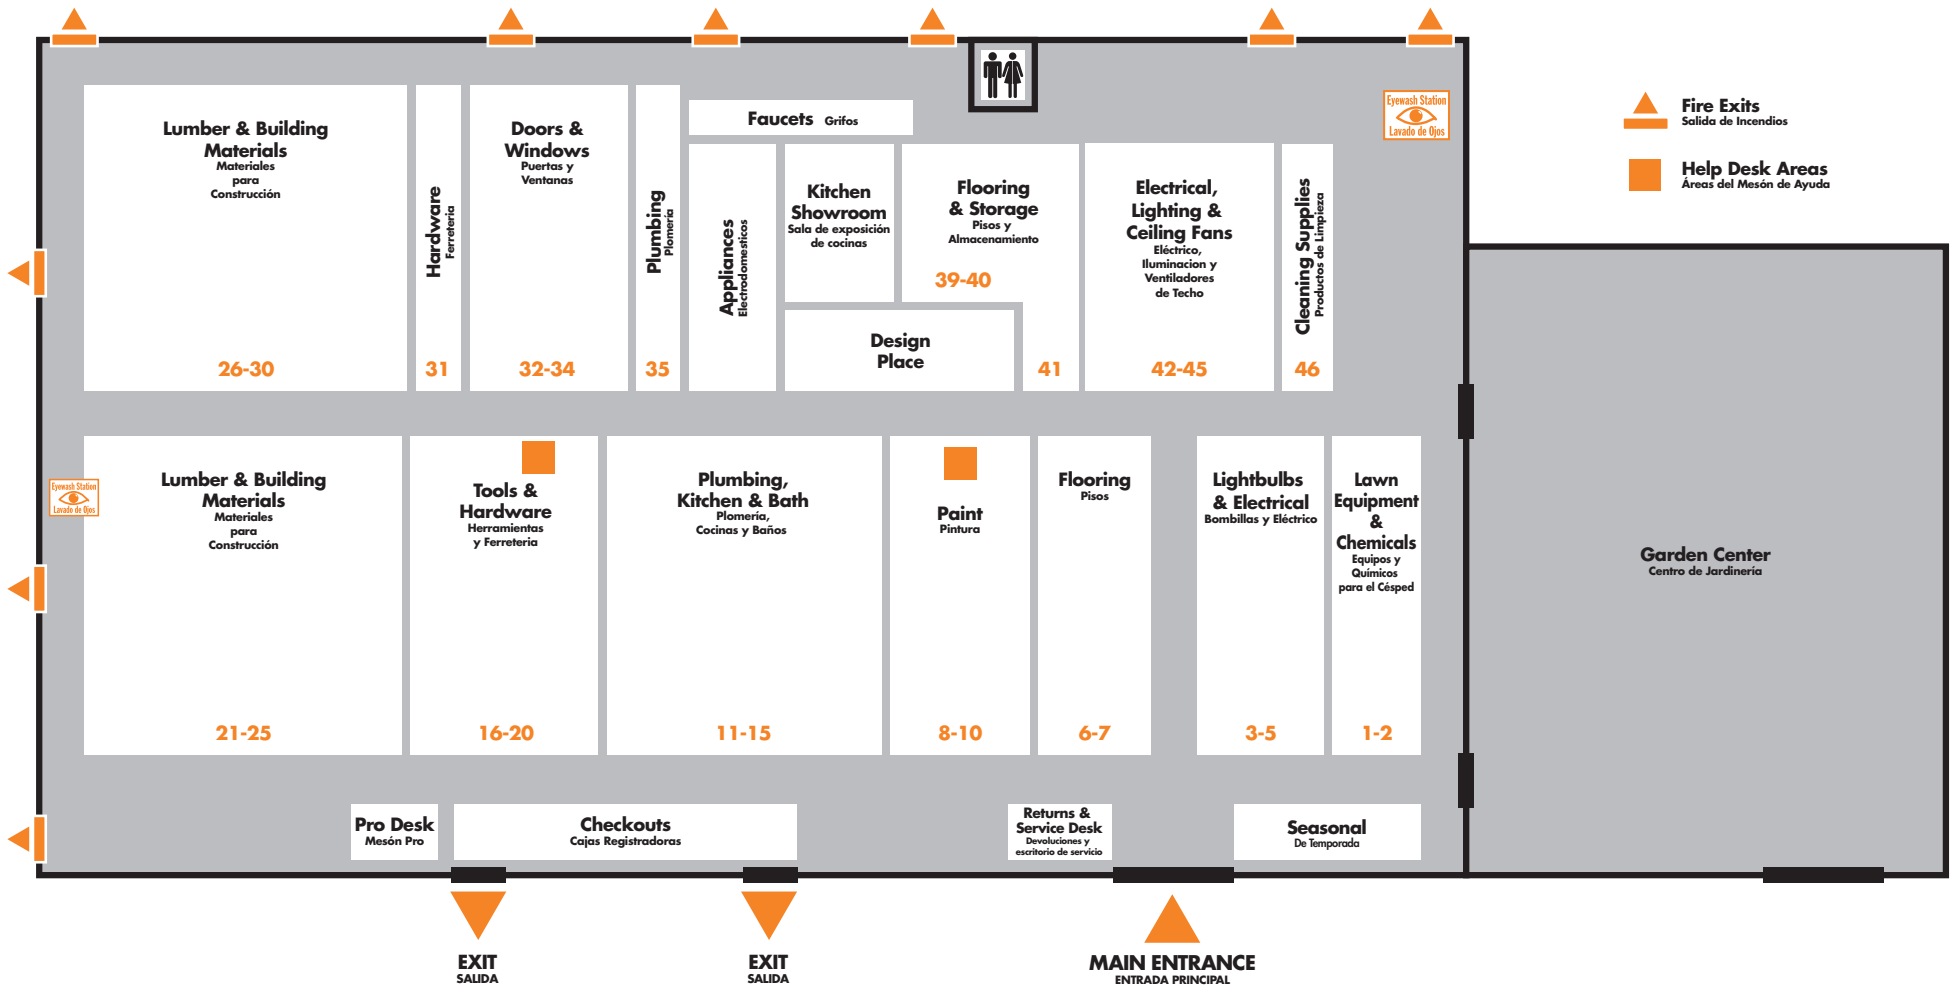 Eyewash Station
Lavado de Ojos
Fire Exits
Salida de Incendios
Help Desk Areas
Áreas del Mesón de Ayuda
Lumber & Building
Materials
Materiales
para
Construcción
26-30
Hardware
Ferreteria
31
Doors &
Windows
Puertas y
Ventanas
32-34
Plumbing
Plomería
35
Faucets Grifos
Appliances
Electrodomesticos
Kitchen
Showroom
Sala de exposición
de cocinas
Design
Place
Flooring
& Storage
Pisos y
Almacenamiento
39-40
41
Electrical,
Lighting &
Ceiling Fans
Eléctrico,
Iluminacion y
Ventiladores
de Techo
42-45
Cleaning Supplies
Productos de Limpieza
46
Eyewash Station
Lavado de Ojos
Lumber & Building
Materials
Materiales
para
Construcción
21-25
Tools &
Hardware
Herramientas
y Ferreteria
16-20
Plumbing,
Kitchen & Bath
Plomería,
Cocinas y Baños
11-15
Paint
Pintura
8-10
Flooring
Pisos
6-7
Lightbulbs
& Electrical
Bombillas y Eléctrico
3-5
Lawn
Equipment
&
Chemicals
Equipos y
Químicos
para el Césped
1-2
Garden Center
Centro de Jardinería
Pro Desk
Mesón Pro
Checkouts
Cajas Registradoras
Returns &
Service Desk
Devoluciones y
escritorio de servicio
Seasonal
De Temporada
EXIT
SALIDA
EXIT
SALIDA
MAIN ENTRANCE
ENTRADA PRINCIPAL